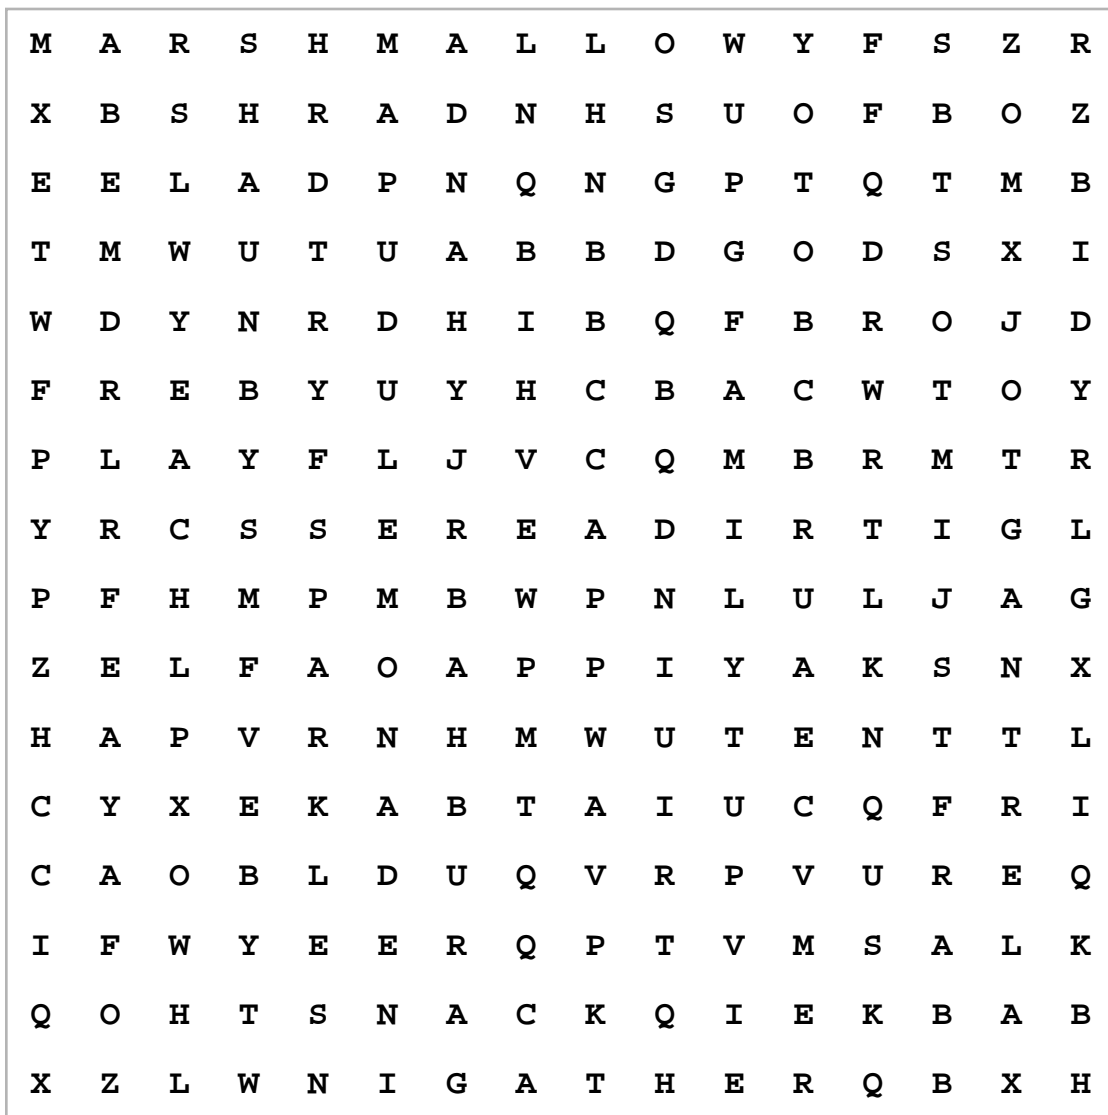 M A R S H M A L L O W Y F S Z R
X B S H R A D N H S U O F B O Z
E E L A D P N Q N G P T Q T M B
T M W U T U A B B D G O D S X I
W D Y N R D H I B Q F B R O J D
F R E B Y U Y H C B A C W T O Y
P L A Y F L J V C Q M B R M T R
Y R C S S E R E A D I R T I G L
P F H M P M B W P N L U L J A G
Z E L F A O A P P I Y A K S N X
H A P V R N H M W U T E N T T L
C Y X E K A B T A I U C Q F R I
C A O B L D U Q V R P V U R E Q
I F W Y E E R Q P T V M S A L K
Q O H T S N A C K Q I E K B A B
X Z L W N I G A T H E R Q B X H